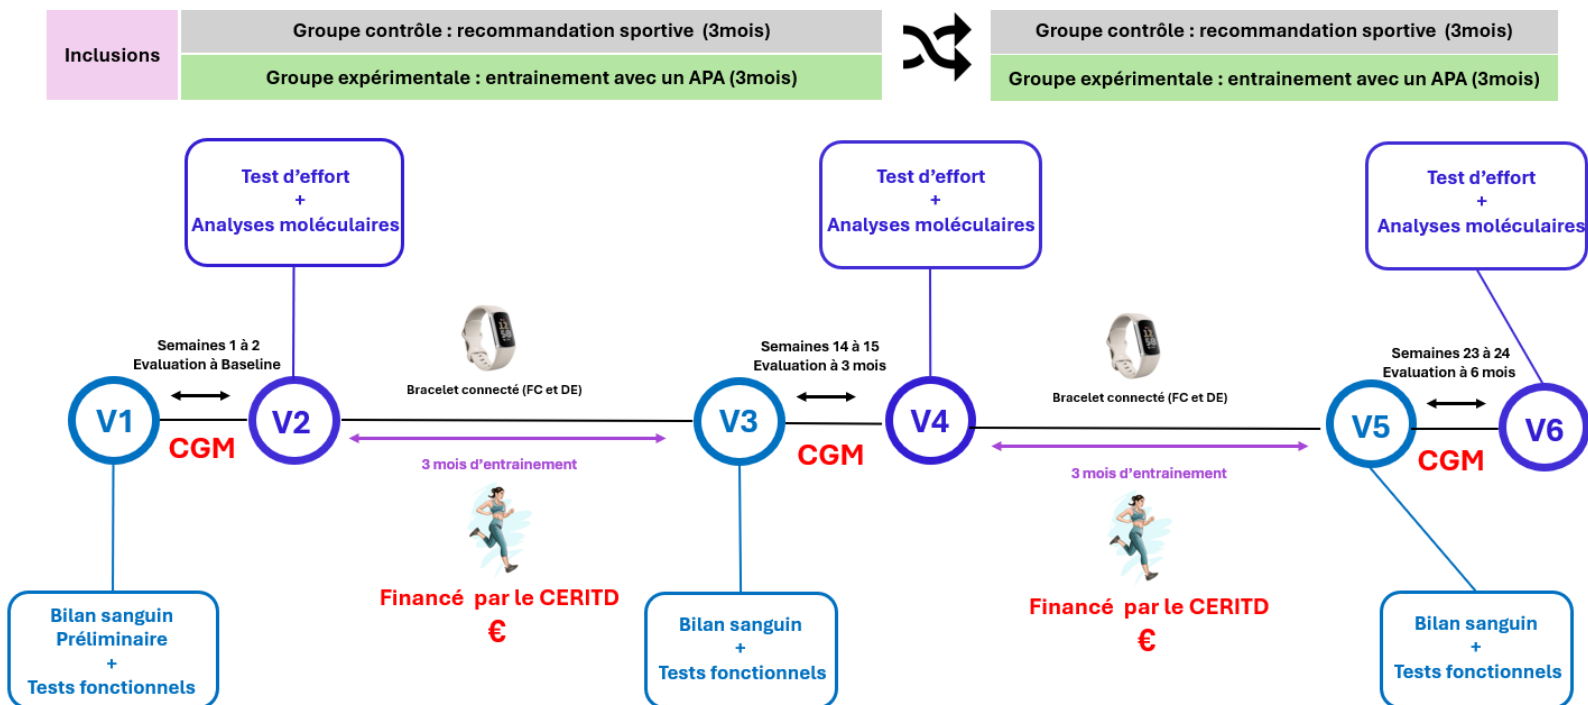 Inclusions
Groupe contrôle : recommandation sportive (3mois)
Groupe expérimentale : entrainement avec un APA (3mois)
Groupe contrôle : recommandation sportive (3mois)
Groupe expérimentale : entrainement avec un APA (3mois)
Test d’effort
+
Analyses moléculaires
Test d’effort
+
Analyses moléculaires
Test d’effort
+
Analyses moléculaires
Semaines 1 à 2
Evaluation à Baseline
Bracelet connecté (FC et DE)
Semaines 14 à 15
Evaluation à 3 mois
Bracelet connecté (FC et DE)
Semaines 23 à 24
Evaluation à 6 mois
V1
CGM
V2
V3
CGM
V4
V5
CGM
V6
3 mois d’entrainement
3 mois d’entrainement
Financé par le CERITD
€
Financé par le CERITD
€
Bilan sanguin
Préliminaire
+
Tests fonctionnels
Bilan sanguin
+
Tests fonctionnels
Bilan sanguin
+
Tests fonctionnels